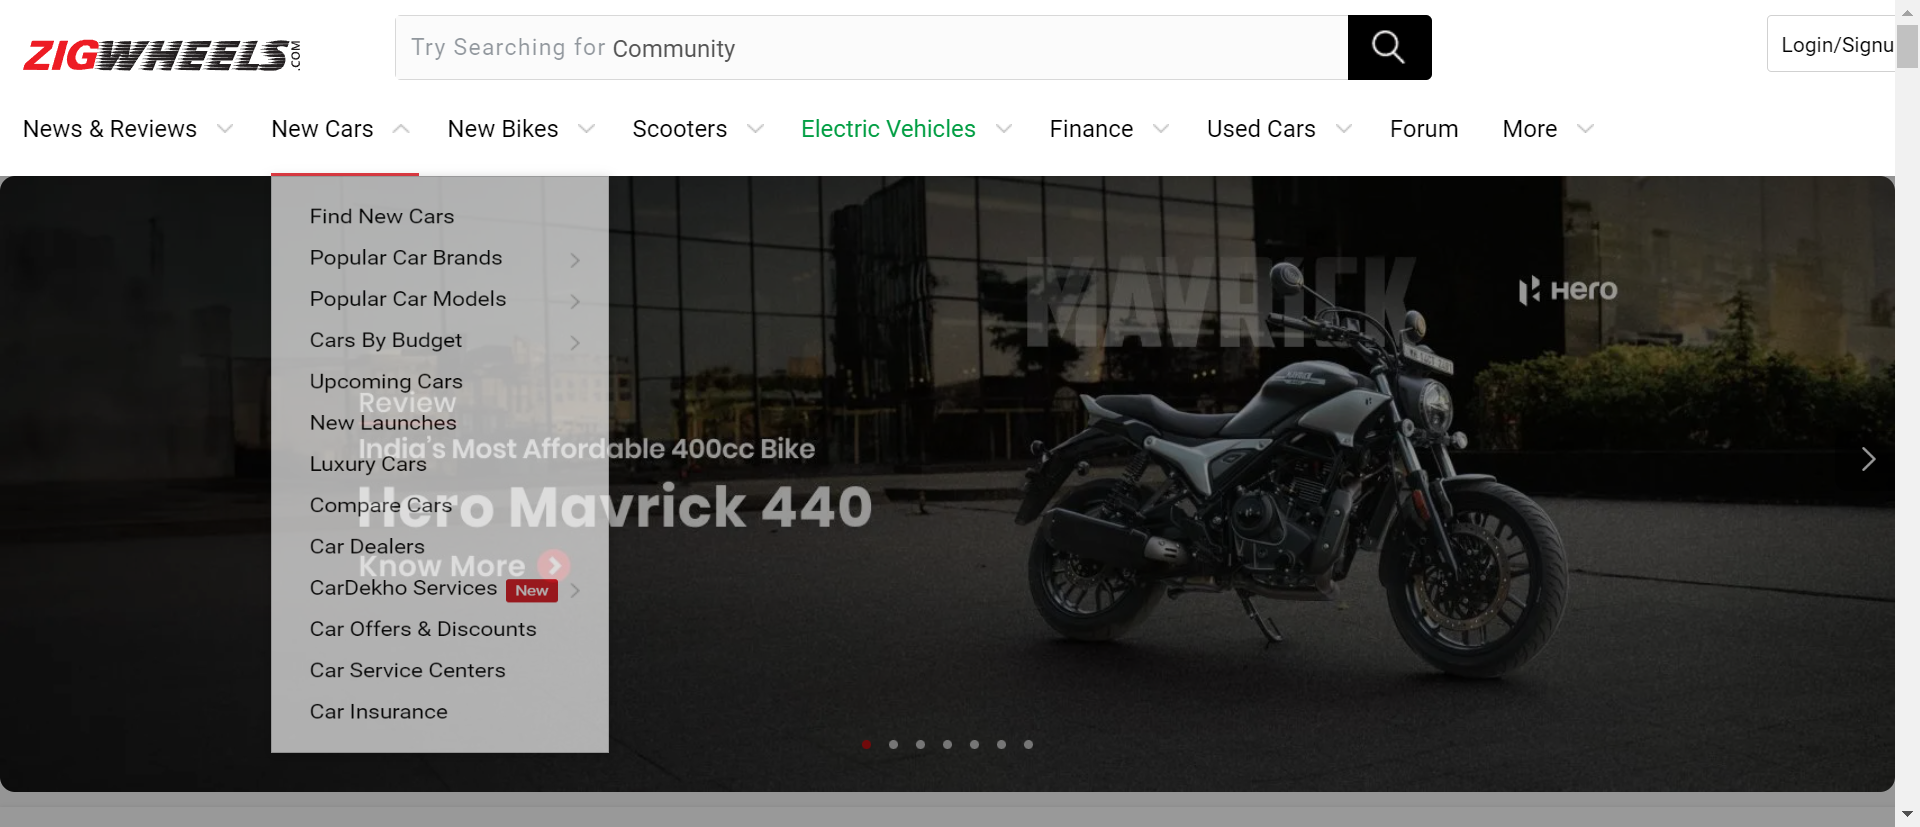 ZIGWHEELS.COM
Try Searching for Community
Login/Signu
News & Reviews New Cars New Bikes Scooters Electric Vehicles Finance Used Cars Forum More
Find New Cars
Popular Car Brands
Popular Car Models
Cars By Budget
Upcoming Cars
New Launches
Luxury Cars
Compare Cars
Car Dealers
CarDekho Services New
Car Offers & Discounts
Car Service Centers
Car Insurance
Review
India's Most Affordable 400cc Bike
Hero Mavrick 440
Know More
MAVRICK
Hero